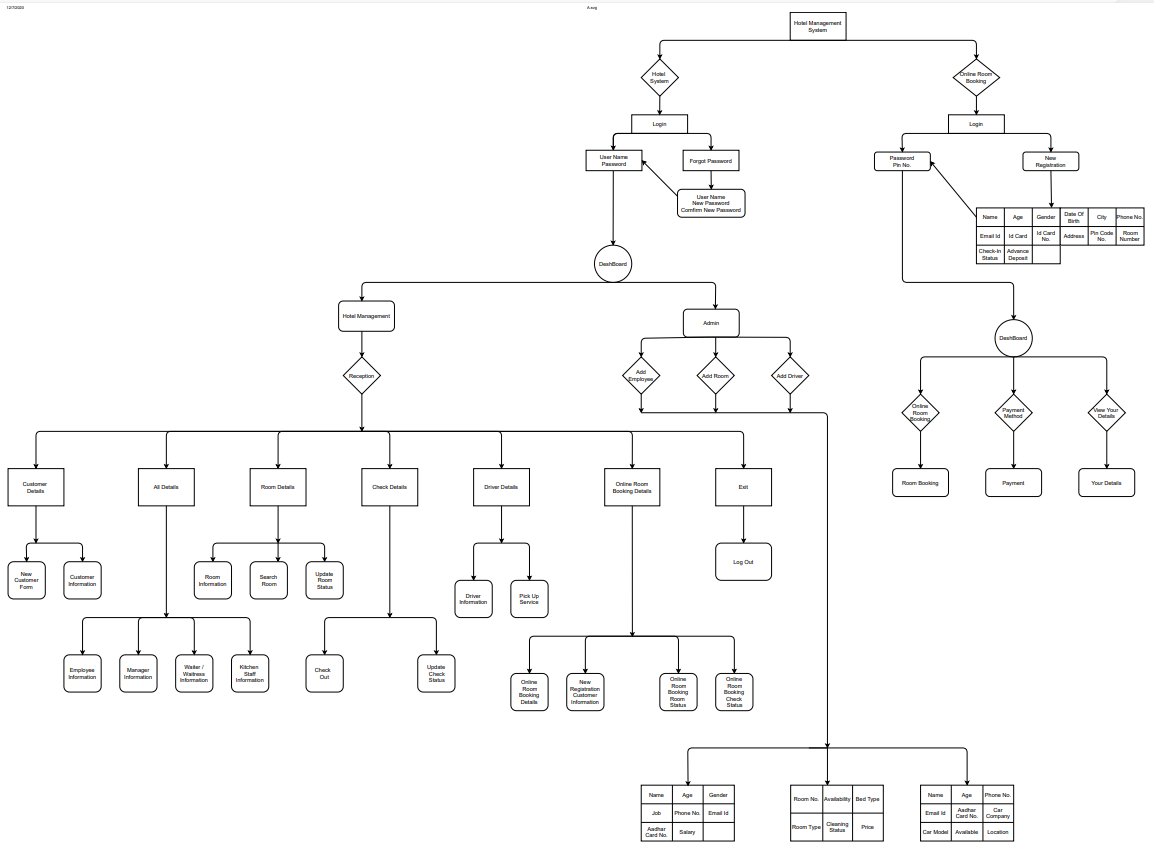 12/7/2020
A.svg
Hotel Management
System
Hotel
System
Online Room
Booking
Login
Login
User Name
Password
Forgot Password
Password
Pin No.
New
Registration
User Name
New Password
Comfirm New Password
Name Age Gender Date Of Birth City Phone No.
Email Id Id Card Id Card No. Address Pin Code No. Room Number
Check-In Status Advance Deposit
DeshBoard
Hotel Management
Admin
DeshBoard
Reception
Add
Employee
Add Room
Add Driver
Online
Room
Booking
Payment
Method
View Your
Details
Customer
Details
All Details
Room Details
Check Details
Driver Details
Online Room
Booking Details
Exit
Room Booking
Payment
Your Details
New
Customer
Form
Customer
Information
Room
Information
Search
Room
Update
Room
Status
Driver
Information
Pick Up
Service
Log Out
Employee
Information
Manager
Information
Waiter /
Waitress
Information
Kitchen
Staff
Information
Check
Out
Update
Check
Status
Online
Room
Booking
Details
New
Registration
Customer
Information
Online
Room
Booking
Room
Status
Online
Room
Booking
Check
Status
Name Age Gender
Job Phone No. Email Id
Aadhar Card No. Salary
Room No. Availability Bed Type
Room Type Cleaning Status Price
Name Age Phone No.
Email Id Aadhar Card No. Car Company
Car Model Available Location